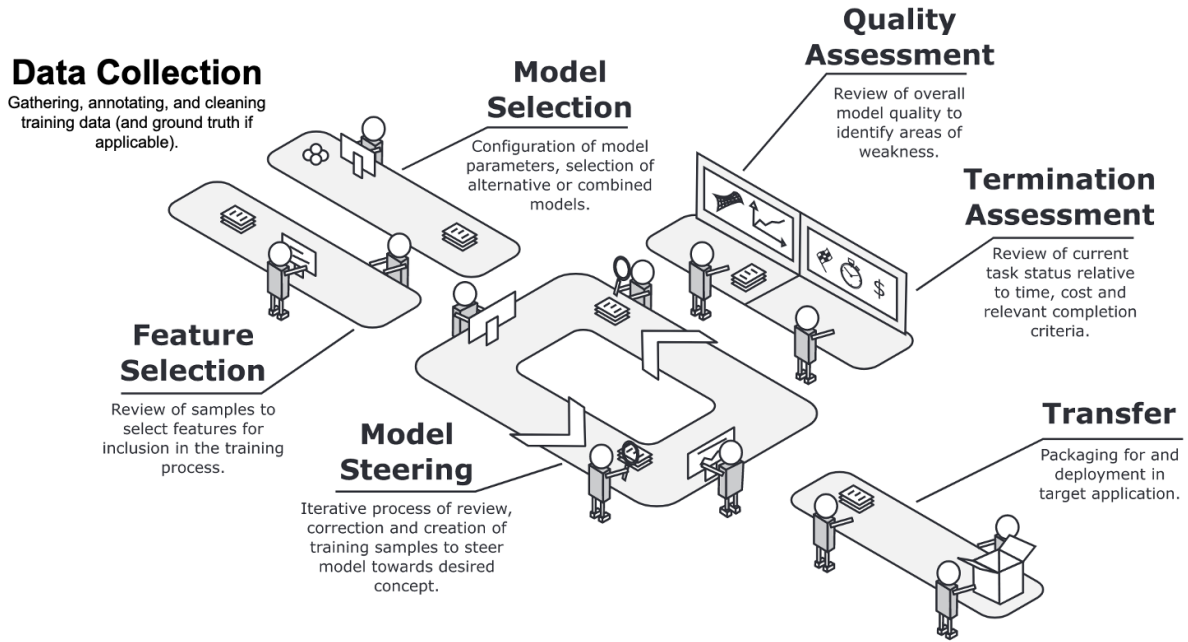 Data Collection
Gathering, annotating, and cleaning
training data (and ground truth if
applicable).
Model
Selection
Configuration of model
parameters, selection of
alternative or combined
models.
Quality
Assessment
Review of overall
model quality to
identify areas of
weakness.
Termination
Assessment
Review of current
task status relative
to time, cost and
relevant completion
criteria.
$
Feature
Selection
Review of samples to
select features for
inclusion in the training
process.
Model
Steering
Iterative process of review,
correction and creation of
training samples to steer
model towards desired
concept.
Transfer
Packaging for and
deployment in
target application.